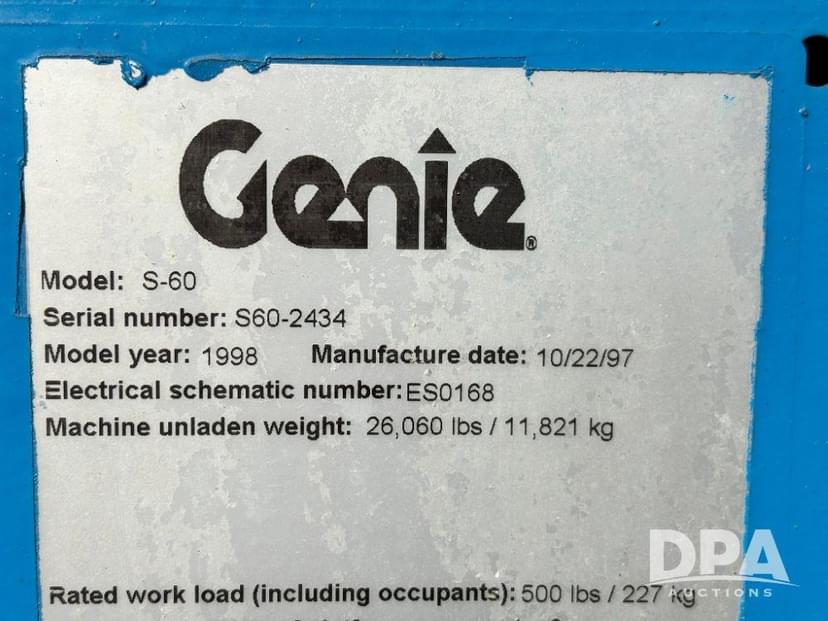 Genie®
Model: S-60
Serial number: S60-2434
Model year: 1998 Manufacture date: 10/22/97
Electrical schematic number: ES0168
Machine unladen weight: 26,060 lbs / 11,821 kg
Rated work load (including occupants): 500 lbs / 227 kg
DPA
AUCTIONS